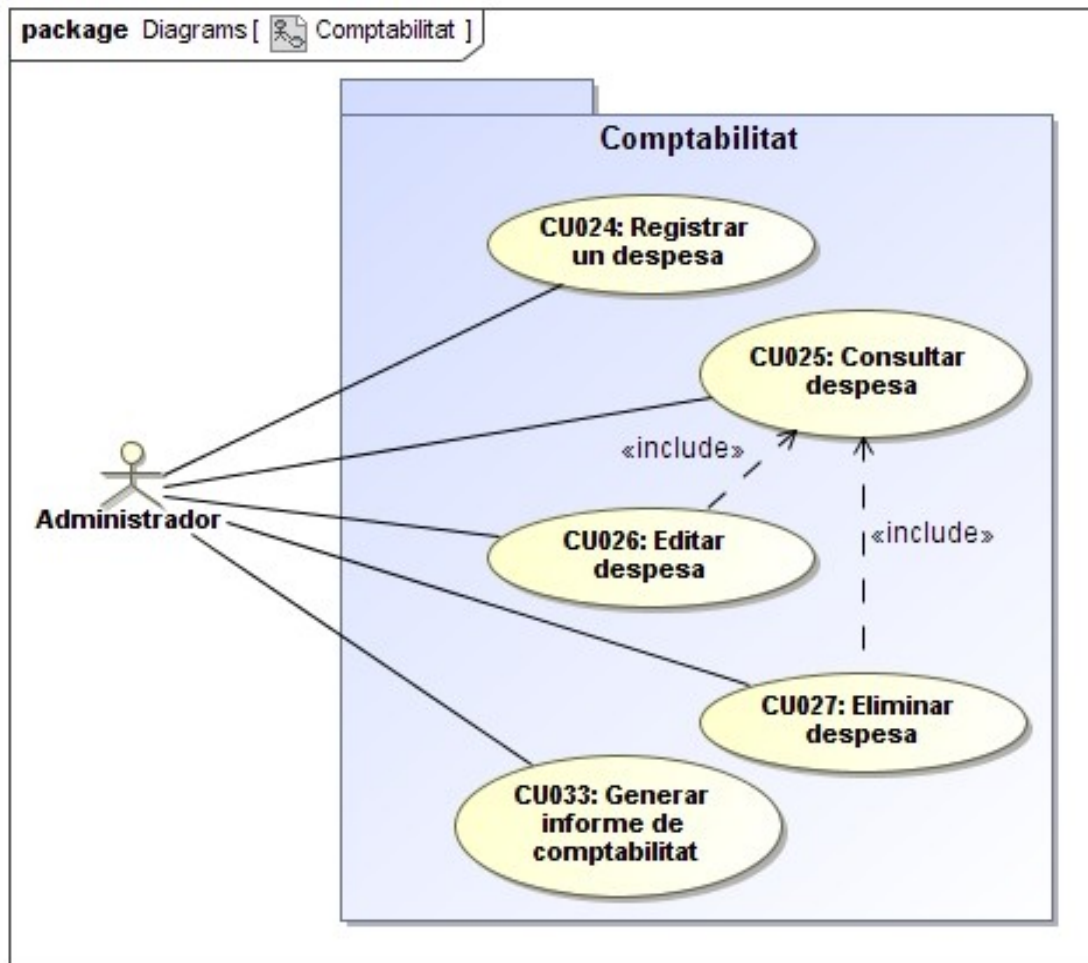 package Diagrams [ Comptabilitat ]
Comptabilitat
CU024: Registrar
un despesa
CU025: Consultar
despesa
«include»
Administrador
CU026: Editar
despesa
«include»
CU027: Eliminar
despesa
CU033: Generar
informe de
comptabilitat